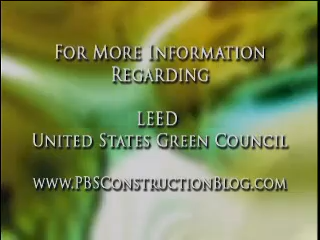 For More Information
Regarding
LEED
United States Green Council
www.PBSConstructionBlog.com